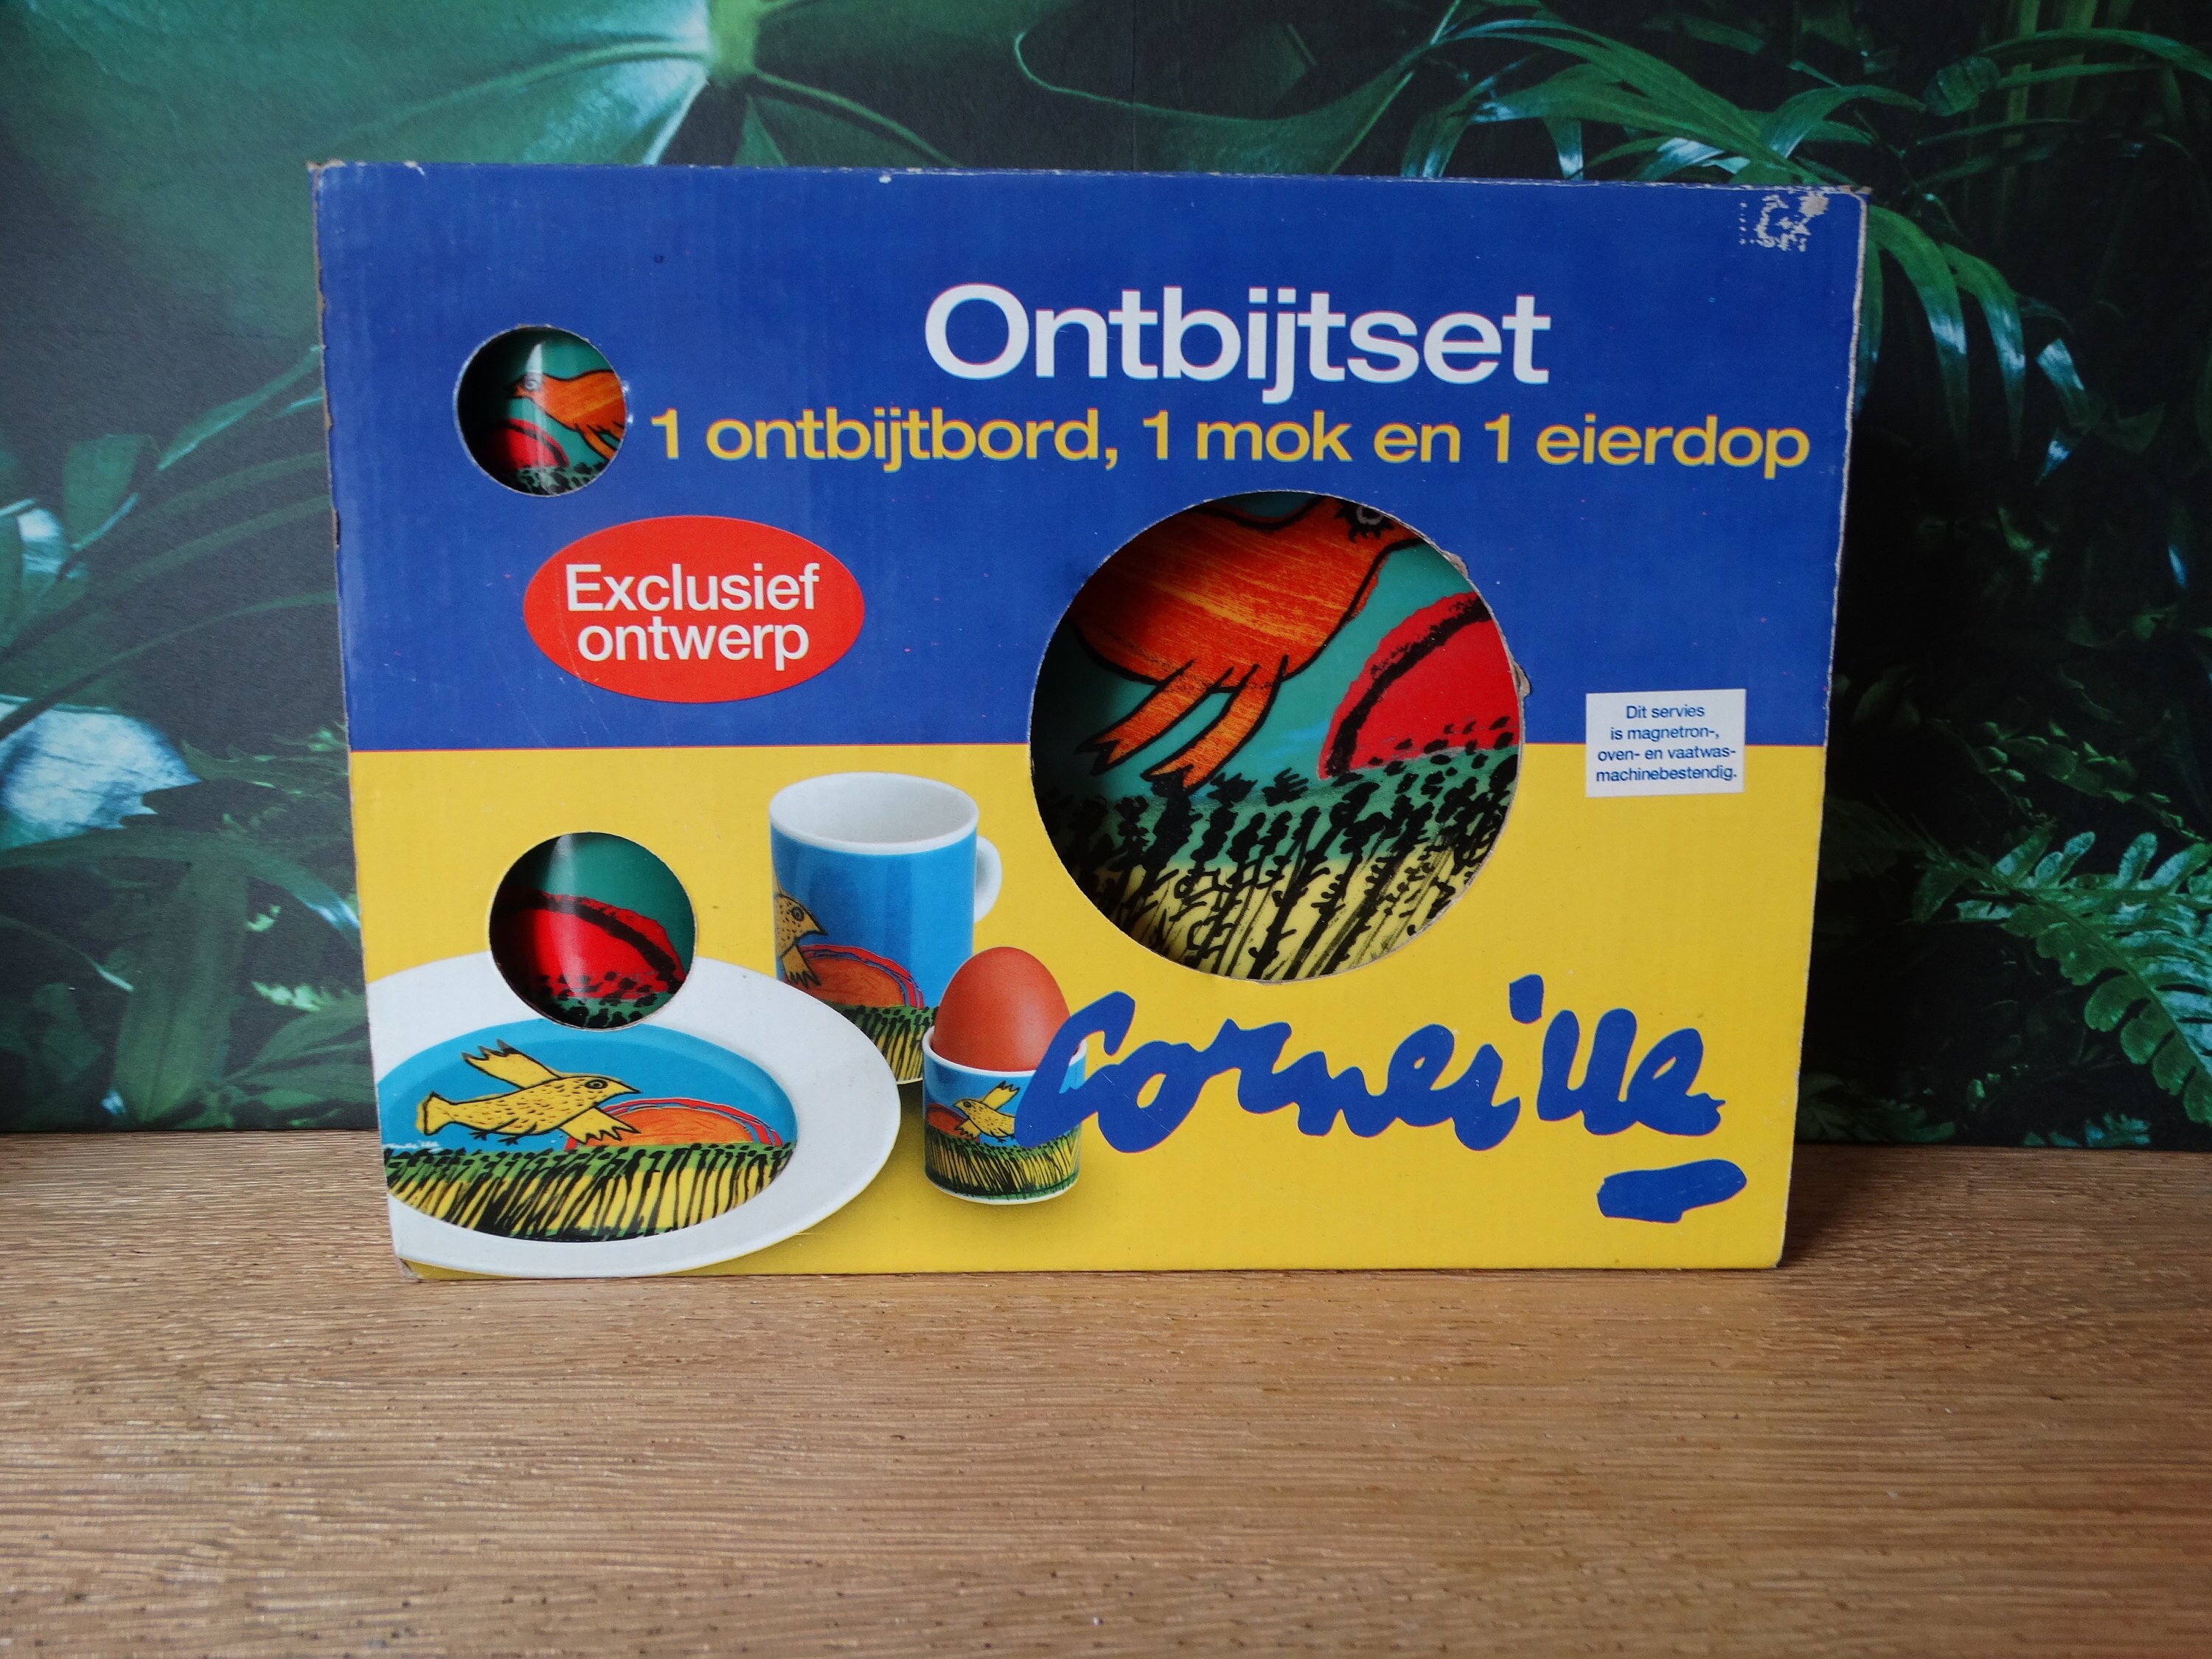 Ontbijtset
1 ontbijtbord, 1 mok en 1 eierdop
Exclusief
ontwerp
Dit servies
is magnetron-,
oven- en vaatwas-
machinebestendig.
Corneille